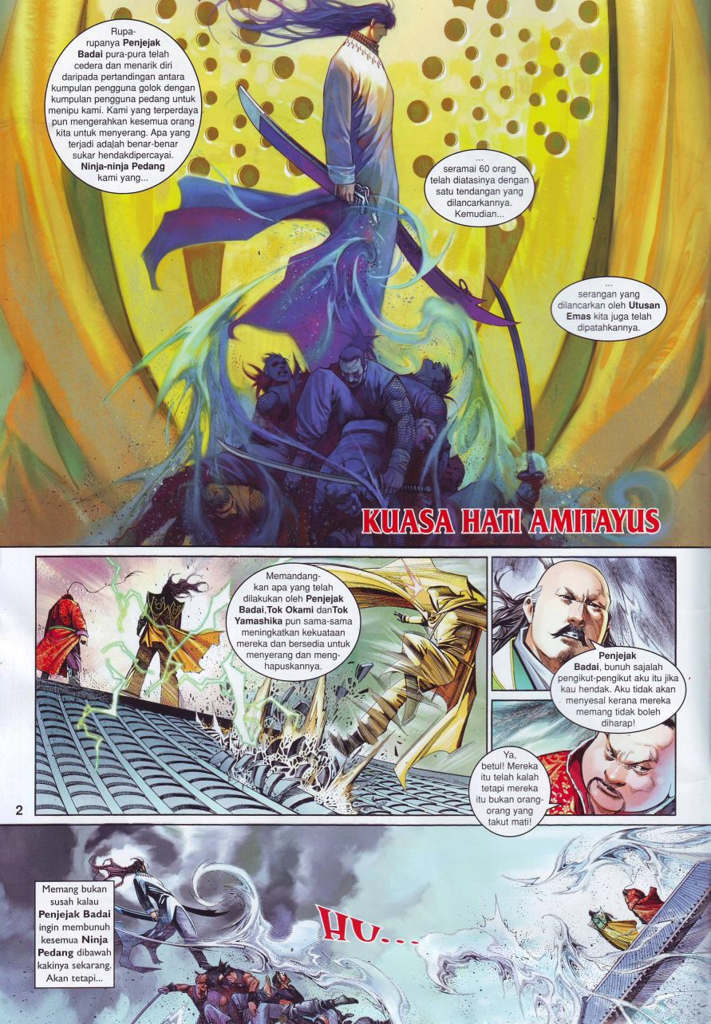 Rupa-
rupanya Penjejak
Badai pura-pura telah
cedera dan menarik diri
daripada pertandingan antara
kumpulan pengguna golok dengan
kumpulan pengguna pedang untuk
menipu kami. Kami yang terperdaya
pun mengerahkan kesemua orang
kita untuk menyerang. Apa yang
terjadi adalah benar-benar
sukar hendakdipercayai.
Ninja-ninja Pedang
kami yang...
...
seramai 60 orang
telah diatasinya dengan
satu tendangan yang
dilancarkannya.
Kemudian...
...
serangan yang
dilancarkan oleh Utusan
Emas kita juga telah
dipatahkannya.
KUASA HATI AMITAYUS
Memandang-
kan apa yang telah
dilakukan oleh Penjejak
Badai,Tok Okami danTok
Yamashika pun sama-sama
meningkatkan kekuataan
mereka dan bersedia untuk
menyerang dan meng-
hapuskannya.
Penjejak
Badai, bunuh sajalah
pengikut-pengikut aku itu jika
kau hendak. Aku tidak akan
menyesal kerana mereka
memang tidak boleh
diharap!
Ya,
betul! Mereka
itu telah kalah
tetapi mereka
itu bukan orang-
orang yang
takut mati!
2
Memang bukan
susah kalau
Penjejak Badai
ingin membunuh
kesemua Ninja
Pedang dibawah
kakinya sekarang.
Akan tetapi...
HU...